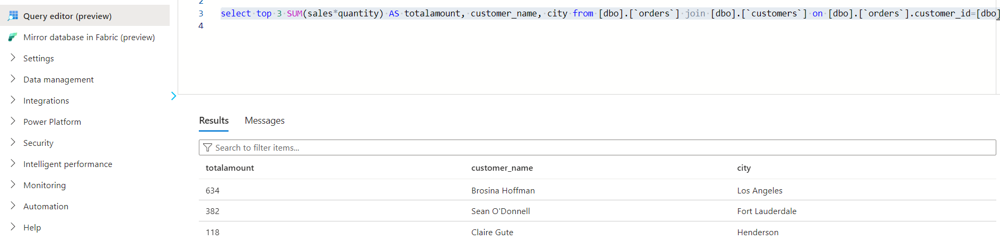 Query editor (preview)
Mirror database in Fabric (preview)
Settings
Data management
Integrations
Power Platform
Security
Intelligent performance
Monitoring
Automation
Help
2
3 select top 3 SUM(sales*quantity) AS totalamount, customer_name, city from [dbo].[`orders`] join [dbo].[`customers`] on [dbo].[`orders`].customer_id=[dbo]
4
Results Messages
Search to filter items...
totalamount customer_name city
634 Brosina Hoffman Los Angeles
382 Sean O'Donnell Fort Lauderdale
118 Claire Gute Henderson